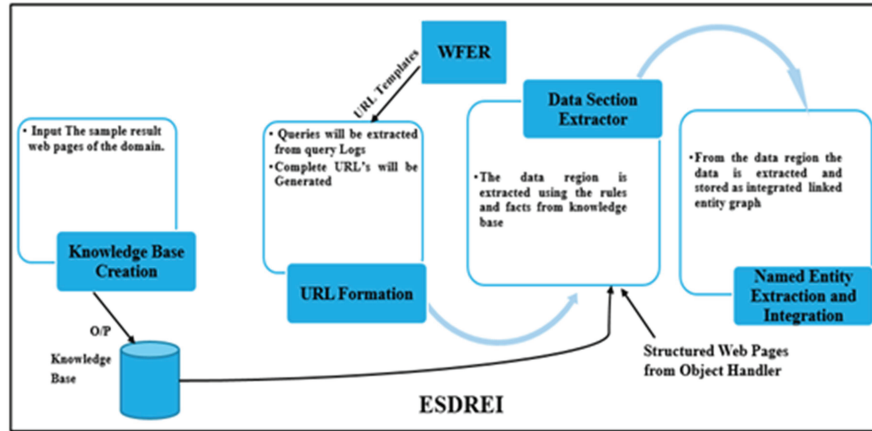 WFER
URL Templates
Data Section
Extractor
• Input The sample result
web pages of the domain.
• Queries will be extracted
from query Logs
• Complete URL's will be
Generated
• The data region is
extracted using the rules
and facts from knowledge
base
• From the data region the
data is extracted and
stored as integrated linked
entity graph
Knowledge Base
Creation
URL Formation
Named Entity
Extraction and
Integration
O/P
Knowledge
Base
Structured Web Pages
from Object Handler
ESDREI